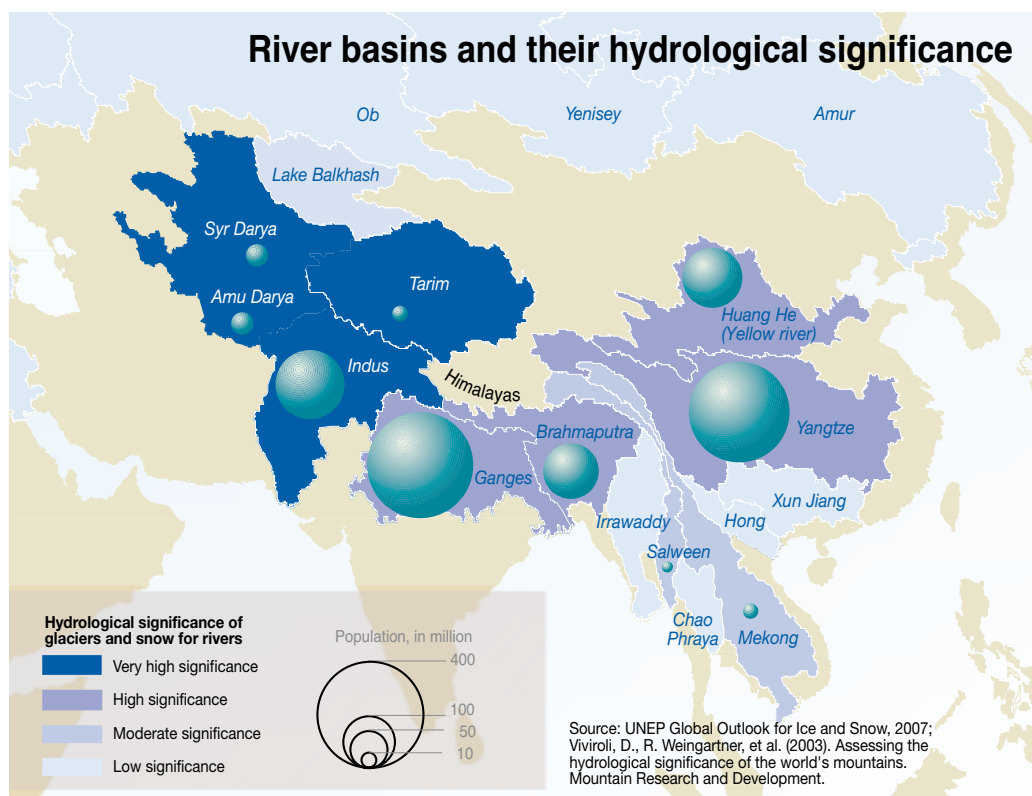 River basins and their hydrological significance
Ob
Yenisey
Amur
Lake Balkhash
Syr Darya
Tarim
Amu Darya
Huang He
(Yellow river)
Indus
Himalayas
Yangtze
Brahmaputra
Ganges
Xun Jiang
Hong
Irrawaddy
Salween
Chao
Phraya
Mekong
Hydrological significance of
glaciers and snow for rivers
Very high significance
High significance
Moderate significance
Low significance
Population, in million
400
100
50
10
Source: UNEP Global Outlook for Ice and Snow, 2007;
Viviroli, D., R. Weingartner, et al. (2003). Assessing the
hydrological significance of the world's mountains.
Mountain Research and Development.